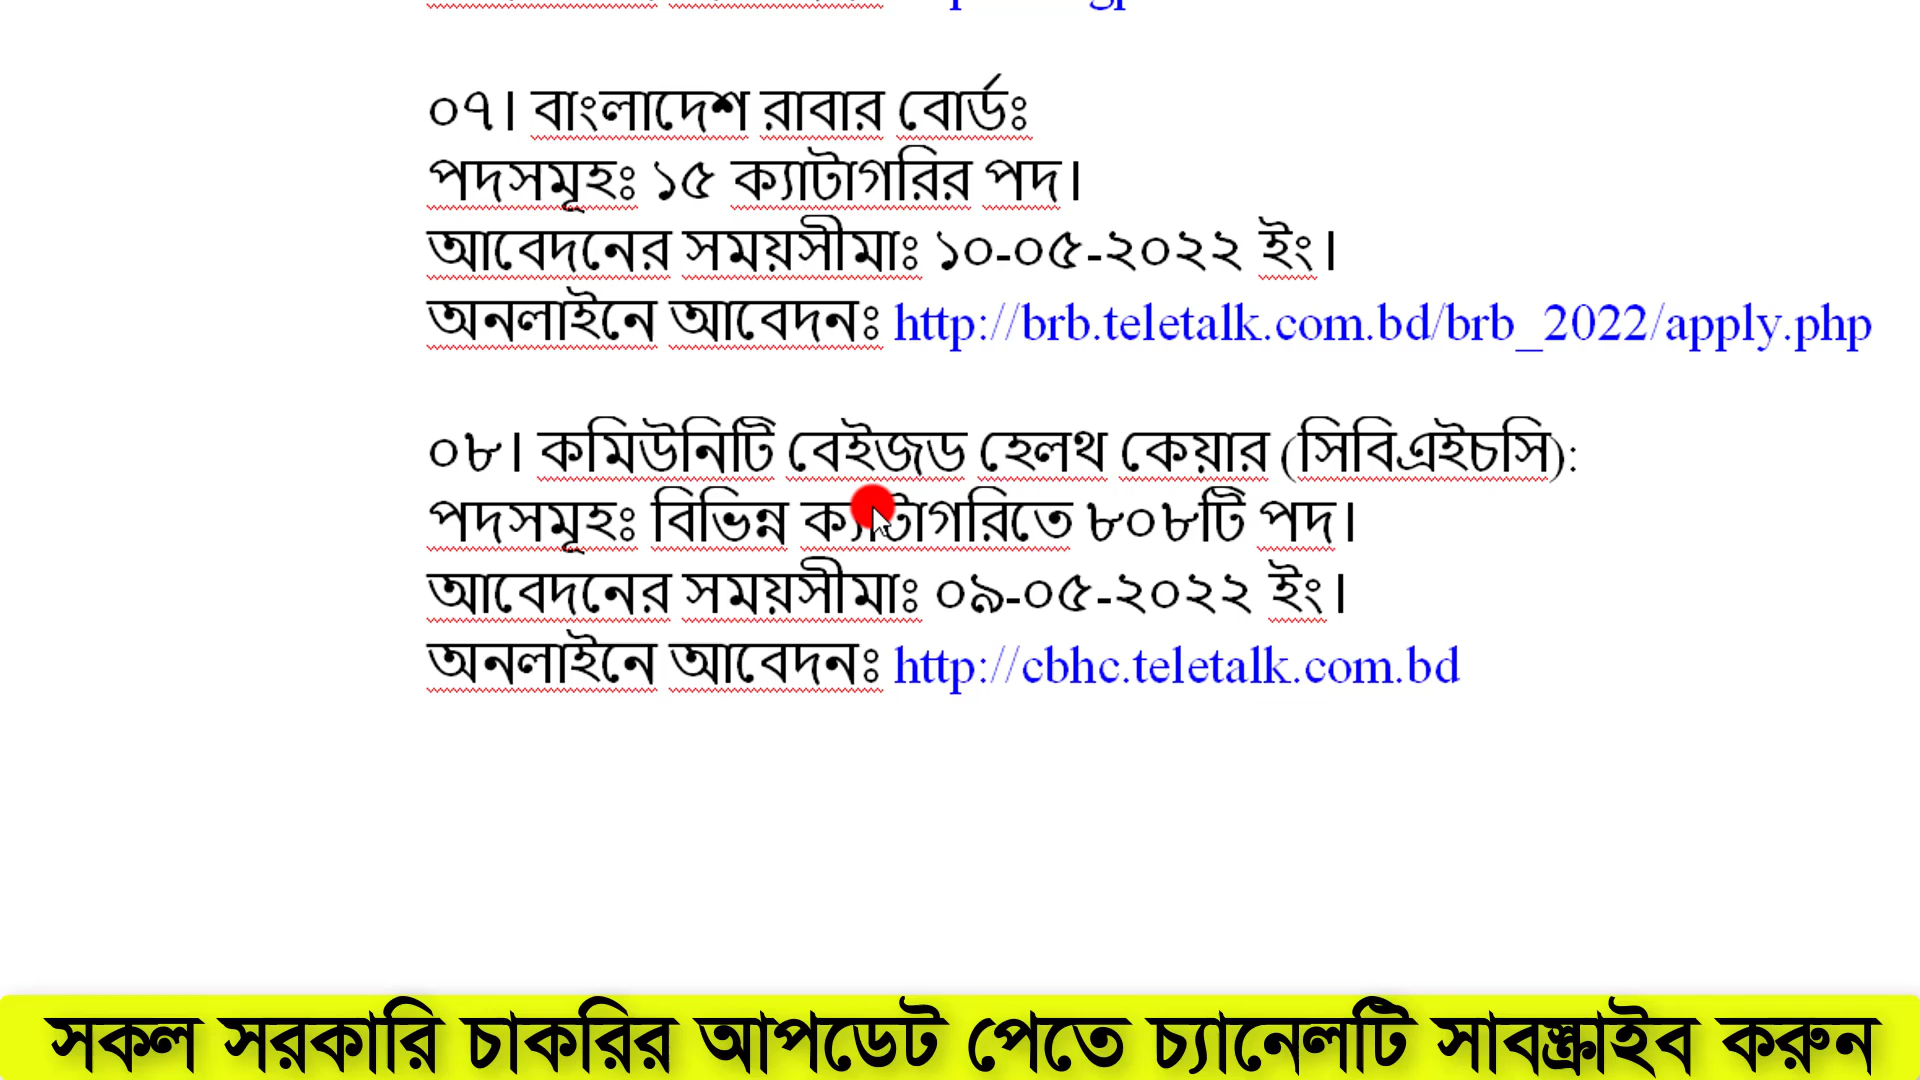 ০৭। বাংলাদেশ রাবার বোর্ডঃ
পদসমূহঃ ১৫ ক্যাটাগরির পদ।
আবেদনের সময়সীমাঃ ১০-০৫-২০২২ ইং।
অনলাইনে আবেদনঃ http://brb.teletalk.com.bd/brb_2022/apply.php
০৮। কমিউনিটি বেইজড হেলথ কেয়ার (সিবিএইচসি):
পদসমূহঃ বিভিন্ন ক্যাটাগরিতে ৮০৮টি পদ।
আবেদনের সময়সীমাঃ ০৯-০৫-২০২২ ইং।
অনলাইনে আবেদনঃ http://cbhc.teletalk.com.bd
সকল সরকারি চাকরির আপডেট পেতে চ্যানেলটি সাবস্ক্রাইব করুন